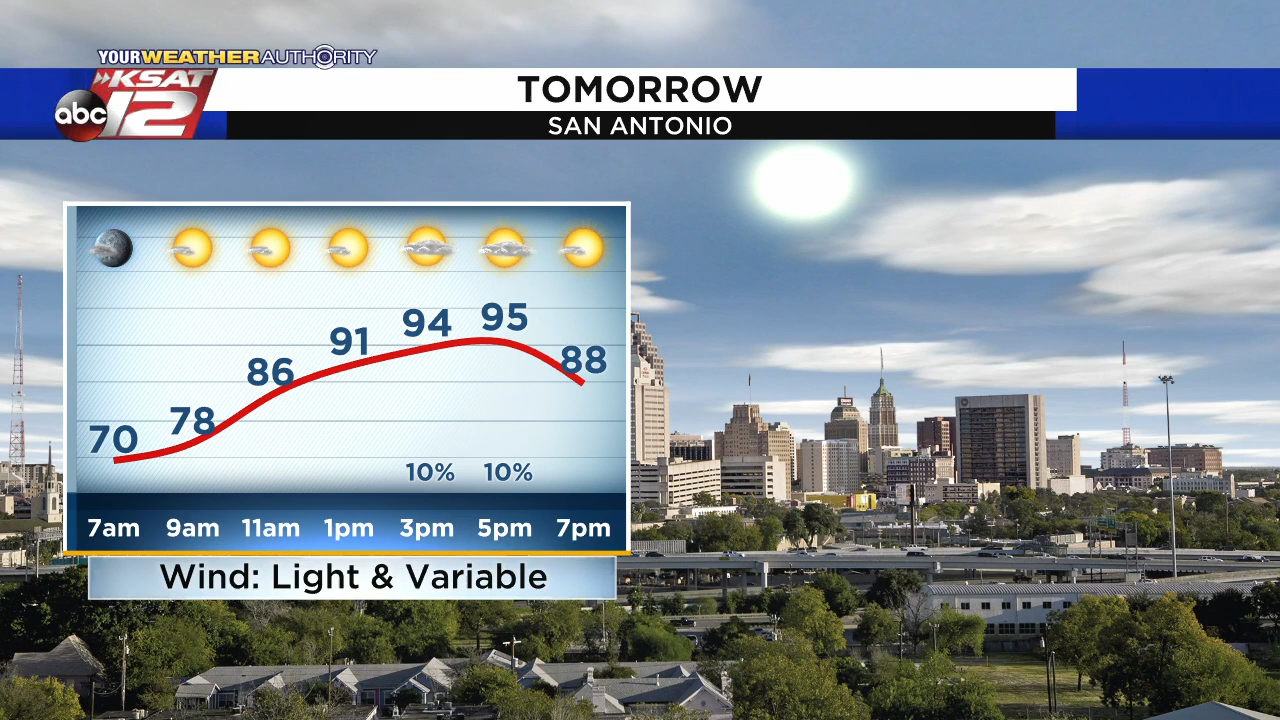 YOURWEATHERAUTHORITY
KSAT
abc 12
TOMORROW
SAN ANTONIO
70 78 86 91 94 95 88
10% 10%
7am 9am 11am 1pm 3pm 5pm 7pm
Wind: Light & Variable